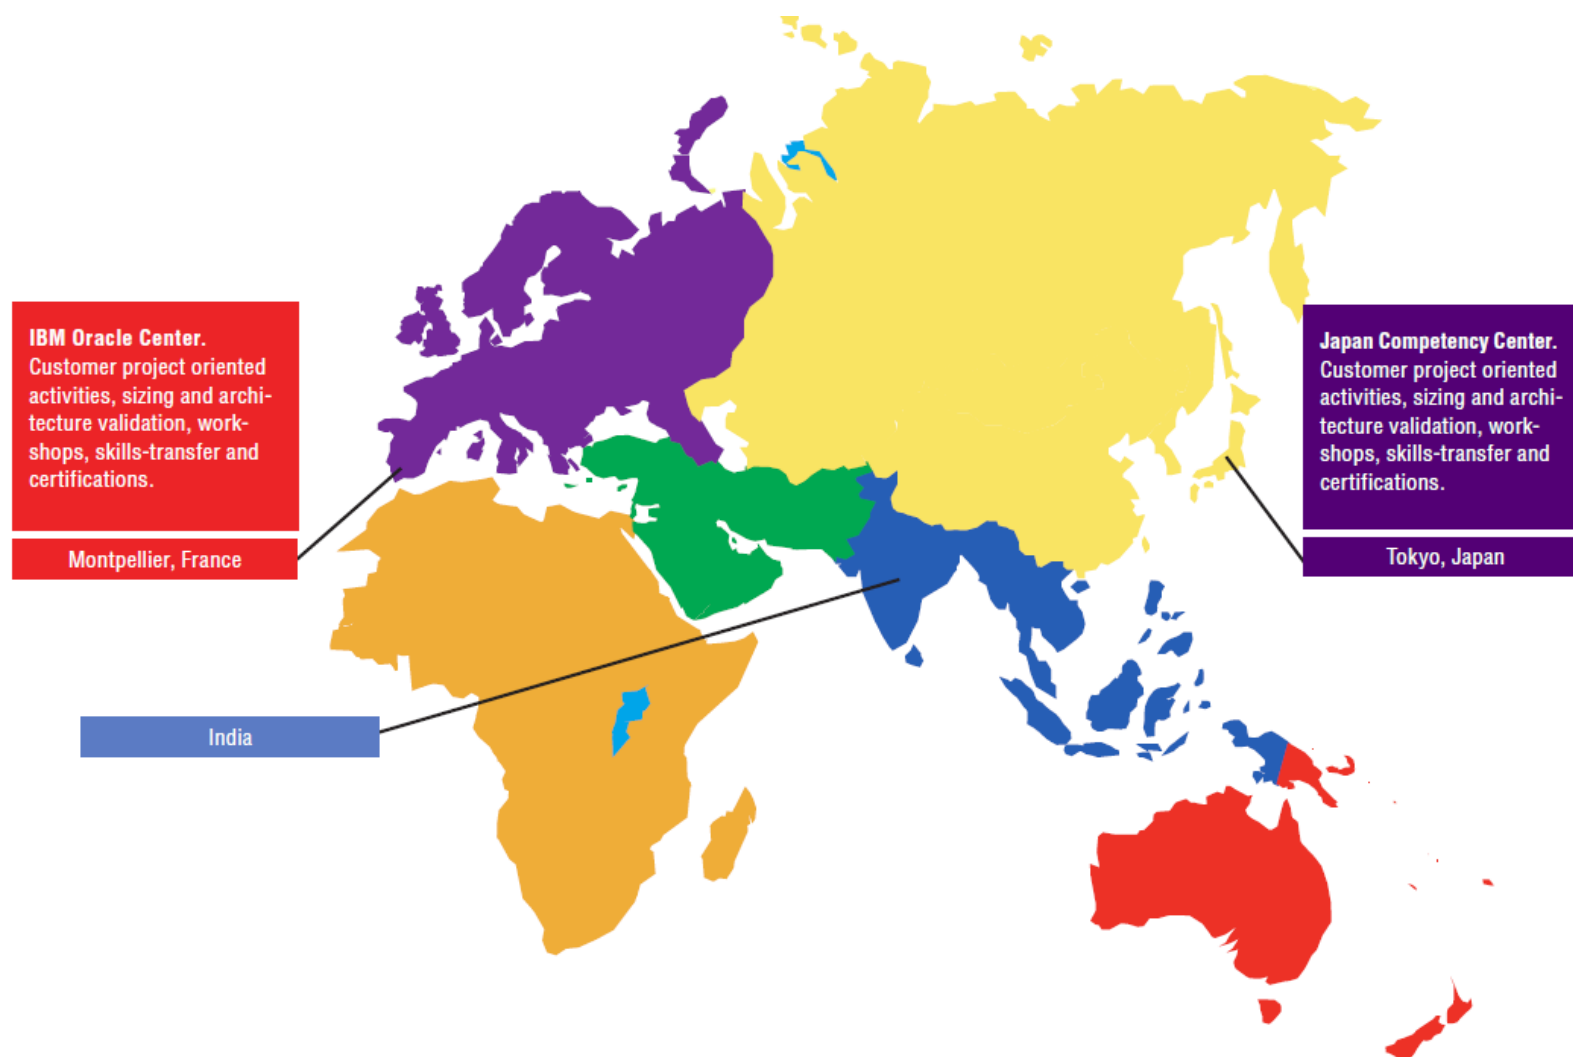 IBM Oracle Center.
Customer project oriented
activities, sizing and archi-
tecture validation, work-
shops, skills-transfer and
certifications.
Montpellier, France
India
Japan Competency Center.
Customer project oriented
activities, sizing and archi-
tecture validation, work-
shops, skills-transfer and
certifications.
Tokyo, Japan